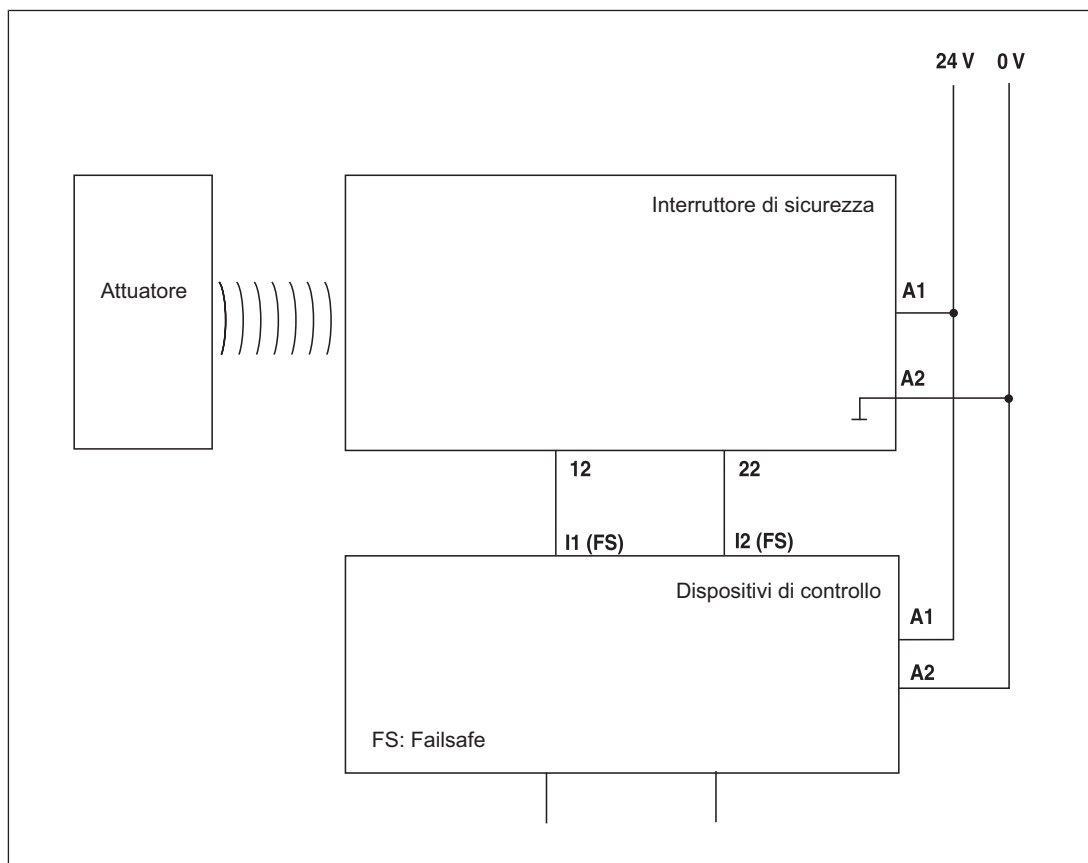 24 V 0 V
Interruttore di sicurezza
Attuatore
A1
A2
12 22
I1 (FS) I2 (FS)
Dispositivi di controllo
A1
A2
FS: Failsafe